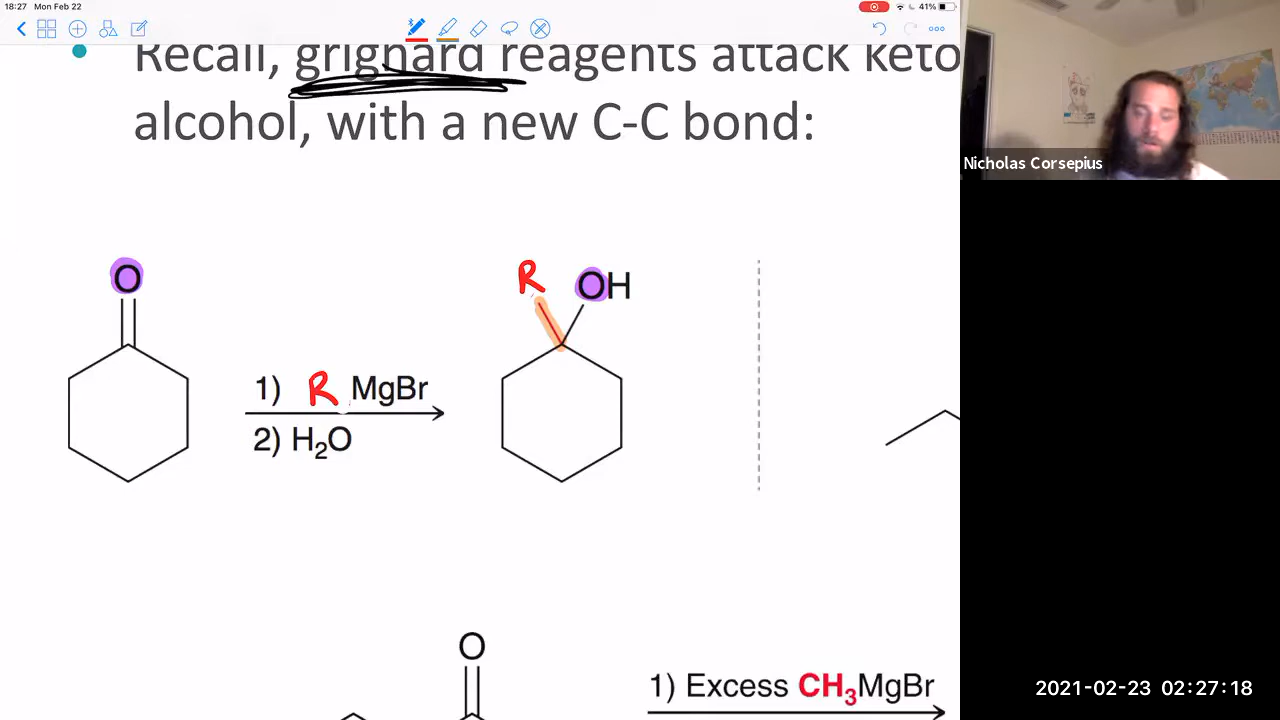 18:27 Mon Feb 22
41%
Recall, grignard reagents attack keto
alcohol, with a new C-C bond:
Nicholas Corsepius
O
R OH
1) R MgBr
2) H₂O
O
1) Excess CH₃MgBr
2021-02-23 02:27:18